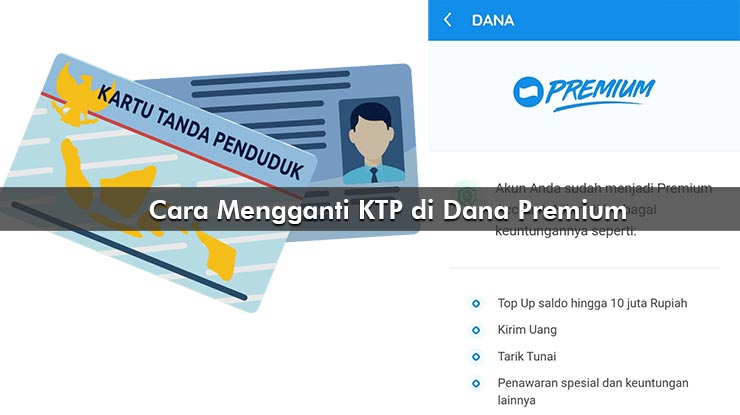 KARTU TANDA PENDUDUK
DANA
PREMIUM
Akun Anda sudah menjadi Premium
Cara Mengganti KTP di Dana Premium
keuntungannya seperti:
Top Up saldo hingga 10 juta Rupiah
Kirim Uang
Tarik Tunai
Penawaran spesial dan keuntungan
lainnya